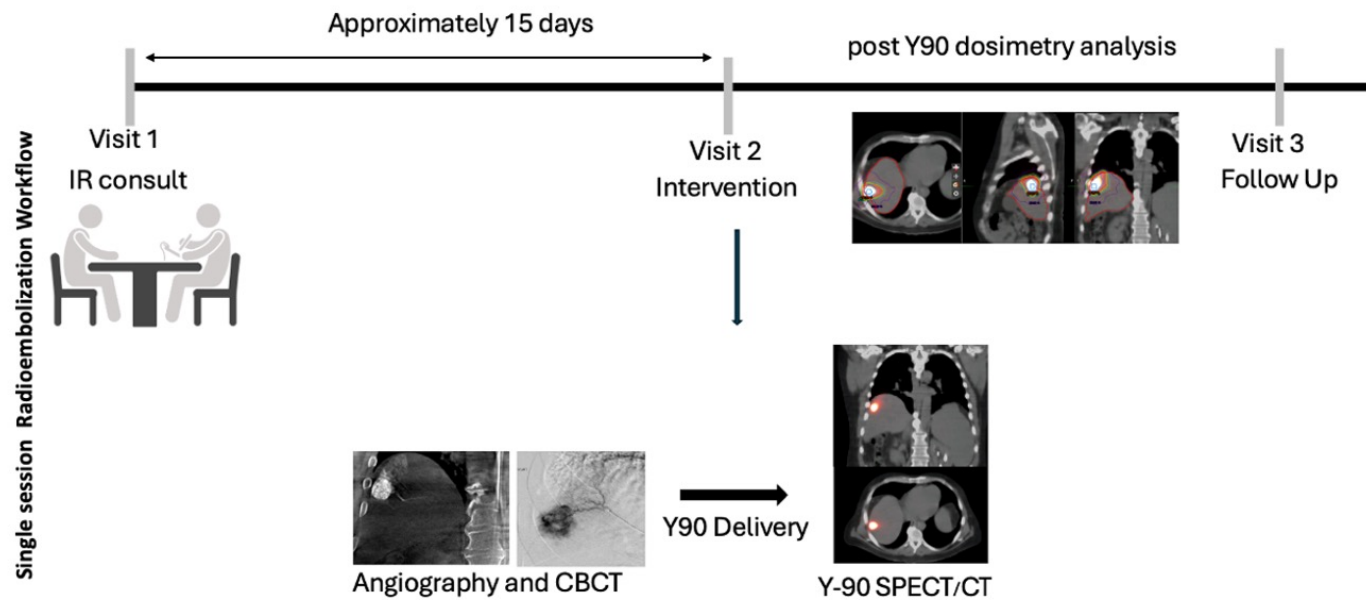 Approximately 15 days
post Y90 dosimetry analysis
Visit 1
IR consult
Visit 2
Intervention
Visit 3
Follow Up
Single session Radioembolization Workflow
Y90 Delivery
Angiography and CBCT
Y-90 SPECT/CT